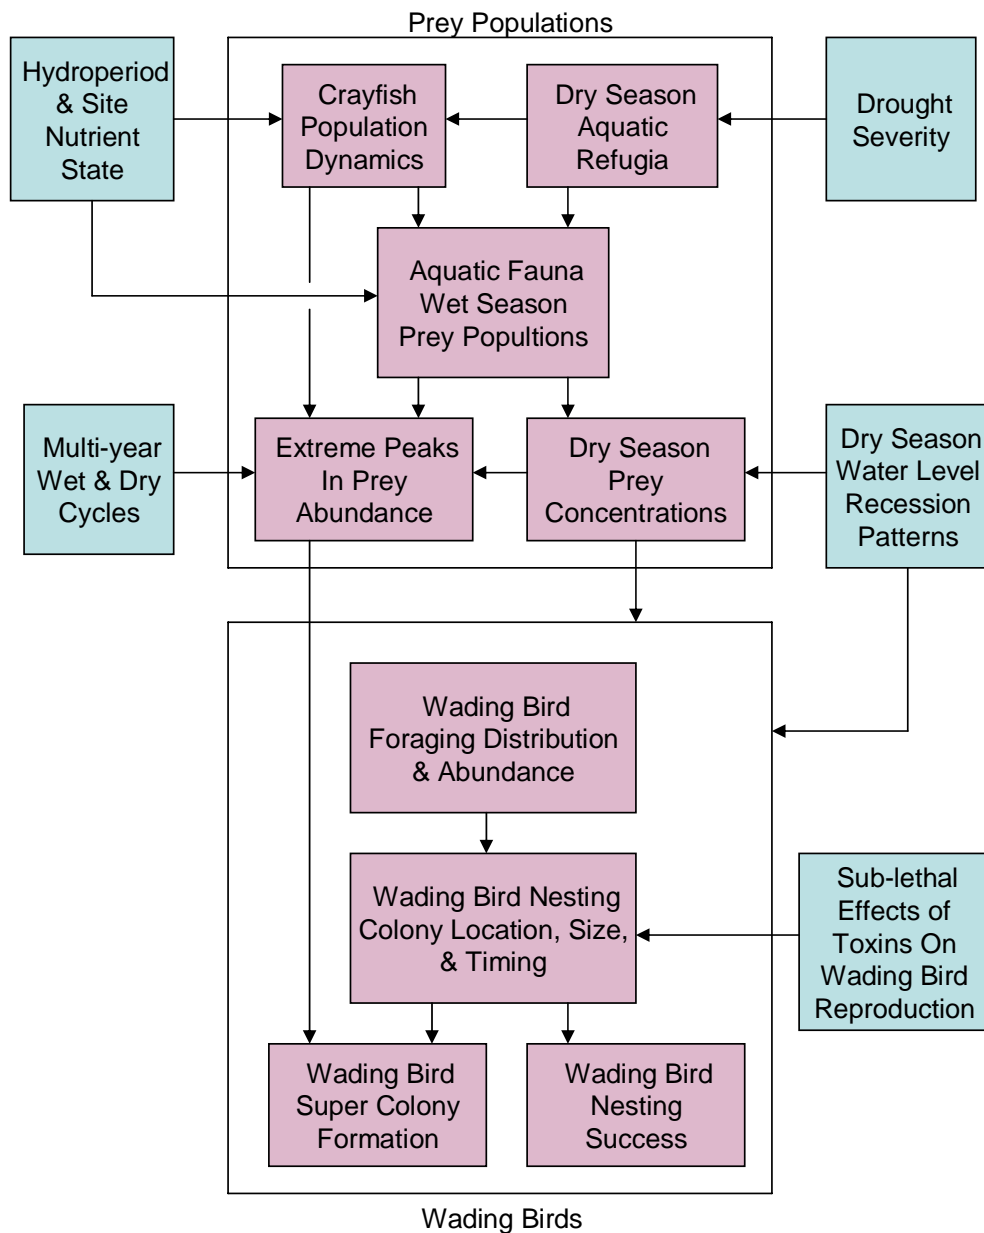 Prey Populations
Hydroperiod
& Site
Nutrient
State
Crayfish
Population
Dynamics
Dry Season
Aquatic
Refugia
Drought
Severity
Aquatic Fauna
Wet Season
Prey Popultions
Multi-year
Wet & Dry
Cycles
Extreme Peaks
In Prey
Abundance
Dry Season
Prey
Concentrations
Dry Season
Water Level
Recession
Patterns
Wading Bird
Foraging Distribution
& Abundance
Wading Bird Nesting
Colony Location, Size,
& Timing
Sub-lethal
Effects of
Toxins On
Wading Bird
Reproduction
Wading Bird
Super Colony
Formation
Wading Bird
Nesting
Success
Wading Birds